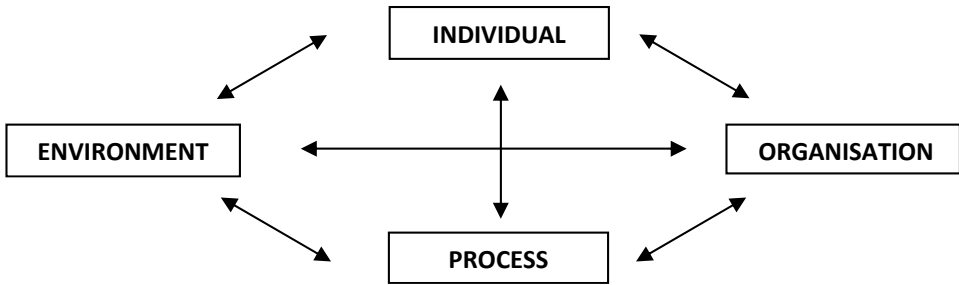 INDIVIDUAL
ENVIRONMENT
ORGANISATION
PROCESS